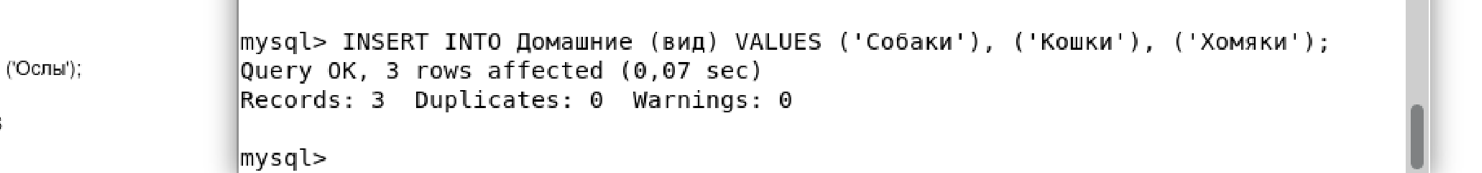 mysql> INSERT INTO Домашние (вид) VALUES ('Собаки'), ('Кошки'), ('Хомяки');
('Ослы');
Query OK, 3 rows affected (0,07 sec)
Records: 3  Duplicates: 0  Warnings: 0
mysql>